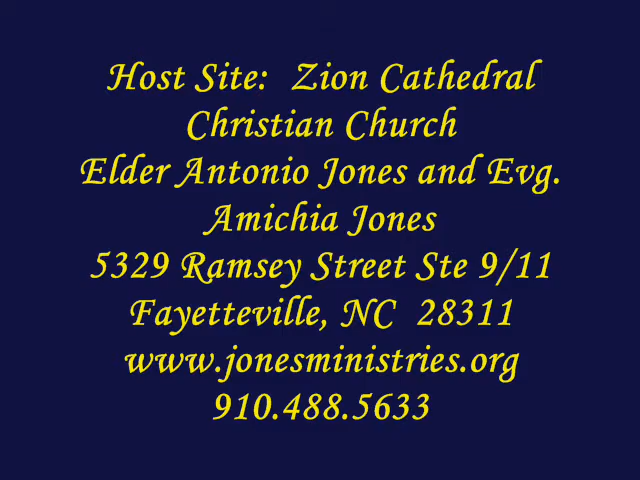 Host Site:  Zion Cathedral
Christian Church
Elder Antonio Jones and Evg.
Amichia Jones
5329 Ramsey Street Ste 9/11
Fayetteville, NC  28311
www.jonesministries.org
910.488.5633